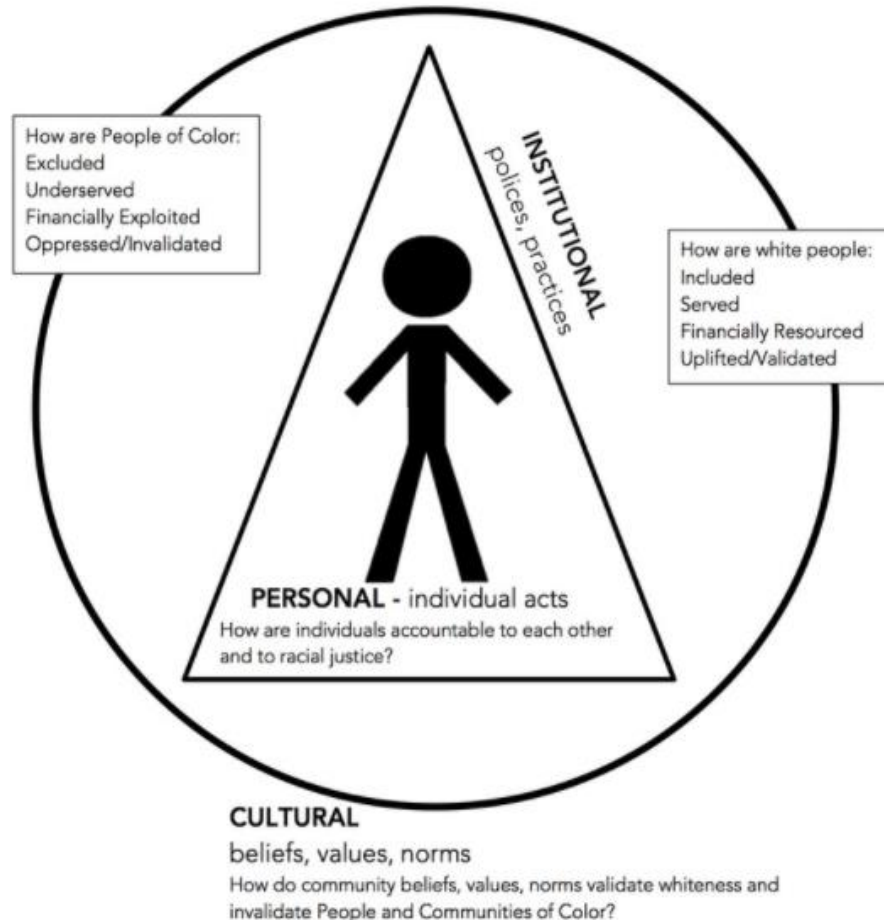 How are People of Color:
Excluded
Underserved
Financially Exploited
Oppressed/Invalidated
INSTITUTIONAL
polices, practices
How are white people:
Included
Served
Financially Resourced
Uplifted/Validated
PERSONAL - individual acts
How are individuals accountable to each other
and to racial justice?
CULTURAL
beliefs, values, norms
How do community beliefs, values, norms validate whiteness and
invalidate People and Communities of Color?